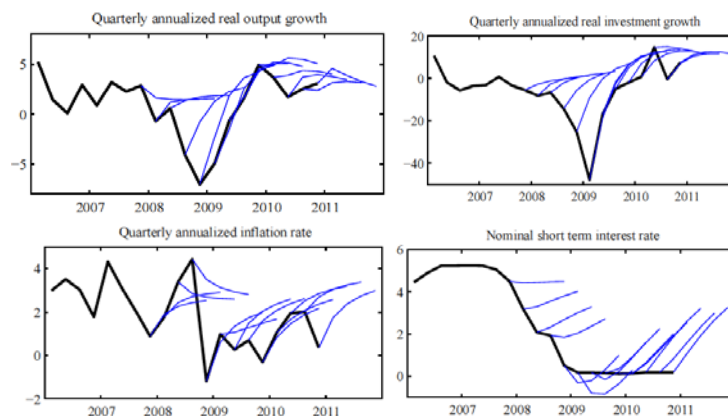 Quarterly annualized real output growth
5
0
−5
2007 2008 2009 2010 2011
Quarterly annualized real investment growth
20
0
−20
−40
2007 2008 2009 2010 2011
Quarterly annualized inflation rate
4
2
0
−2
2007 2008 2009 2010 2011
Nominal short term interest rate
6
4
2
0
2007 2008 2009 2010 2011